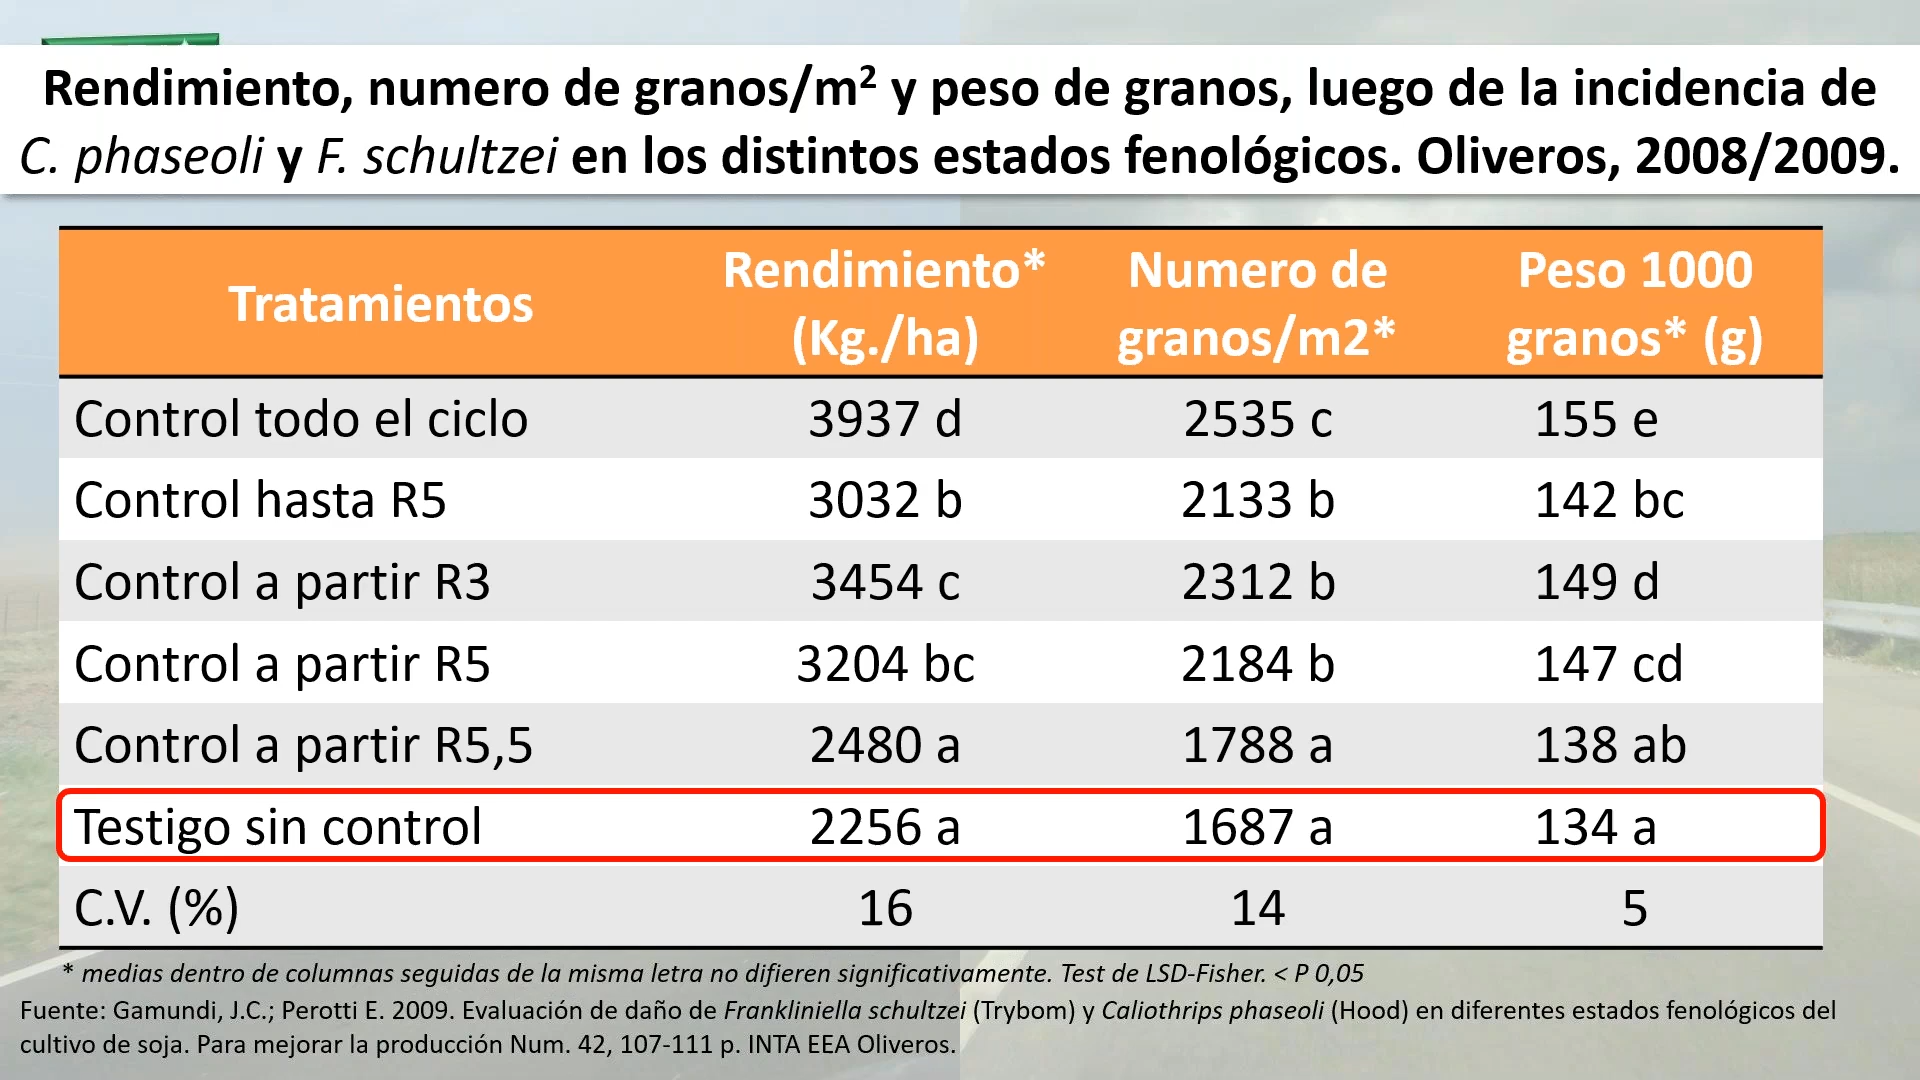 Rendimiento, numero de granos/m² y peso de granos, luego de la incidencia de
C. phaseoli y F. schultzei en los distintos estados fenológicos. Oliveros, 2008/2009.
Tratamientos Rendimiento* (Kg./ha) Numero de granos/m2* Peso 1000 granos* (g)
Control todo el ciclo 3937 d 2535 c 155 e
Control hasta R5 3032 b 2133 b 142 bc
Control a partir R3 3454 c 2312 b 149 d
Control a partir R5 3204 bc 2184 b 147 cd
Control a partir R5,5 2480 a 1788 a 138 ab
Testigo sin control 2256 a 1687 a 134 a
C.V. (%) 16 14 5
* medias dentro de columnas seguidas de la misma letra no difieren significativamente. Test de LSD-Fisher. < P 0,05
Fuente: Gamundi, J.C.; Perotti E. 2009. Evaluación de daño de Frankliniella schultzei (Trybom) y Caliothrips phaseoli (Hood) en diferentes estados fenológicos del
cultivo de soja. Para mejorar la producción Num. 42, 107-111 p. INTA EEA Oliveros.